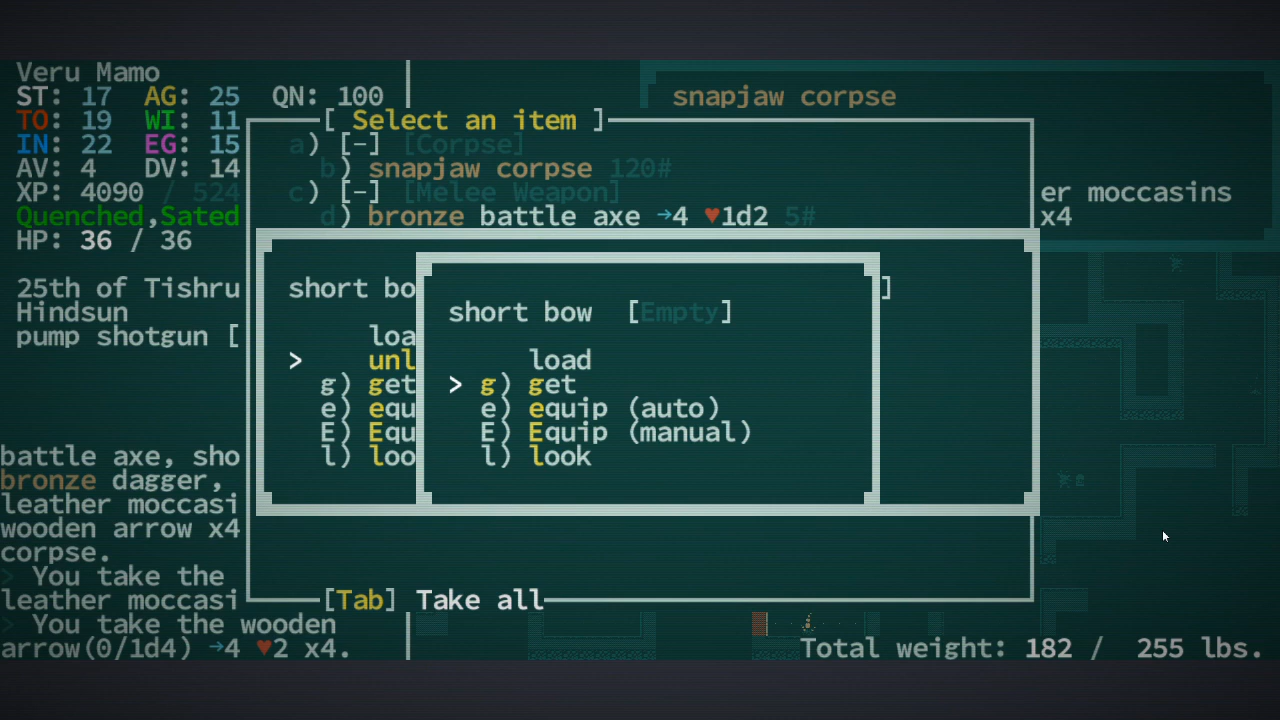 Veru Mamo
ST: 17 AG: 25 QN: 100
TO: 19 WI: 11
IN: 22 EG: 15
AV: 4 DV: 14
XP: 4090 / 524
Quenched,Sated
HP: 36 / 36
25th of Tishru
Hindsun
pump shotgun [
battle axe, sho
bronze dagger,
leather moccasi
wooden arrow x4
corpse.
> You take the
leather moccasi
> You take the wooden
arrow(0/1d4) →4 ♥2 x4.
snapjaw corpse
er moccasins
x4
[ Select an item ]
a) [-] [Corpse]
b) snapjaw corpse 120#
c) [-] [Melee Weapon]
d) bronze battle axe →4 ♥1d2 5#
short bo
]
loa
> unl
g) get
e) equ
E) Equ
l) loo
short bow [Empty]
load
> g) get
e) equip (auto)
E) Equip (manual)
l) look
[Tab] Take all
Total weight: 182 / 255 lbs.